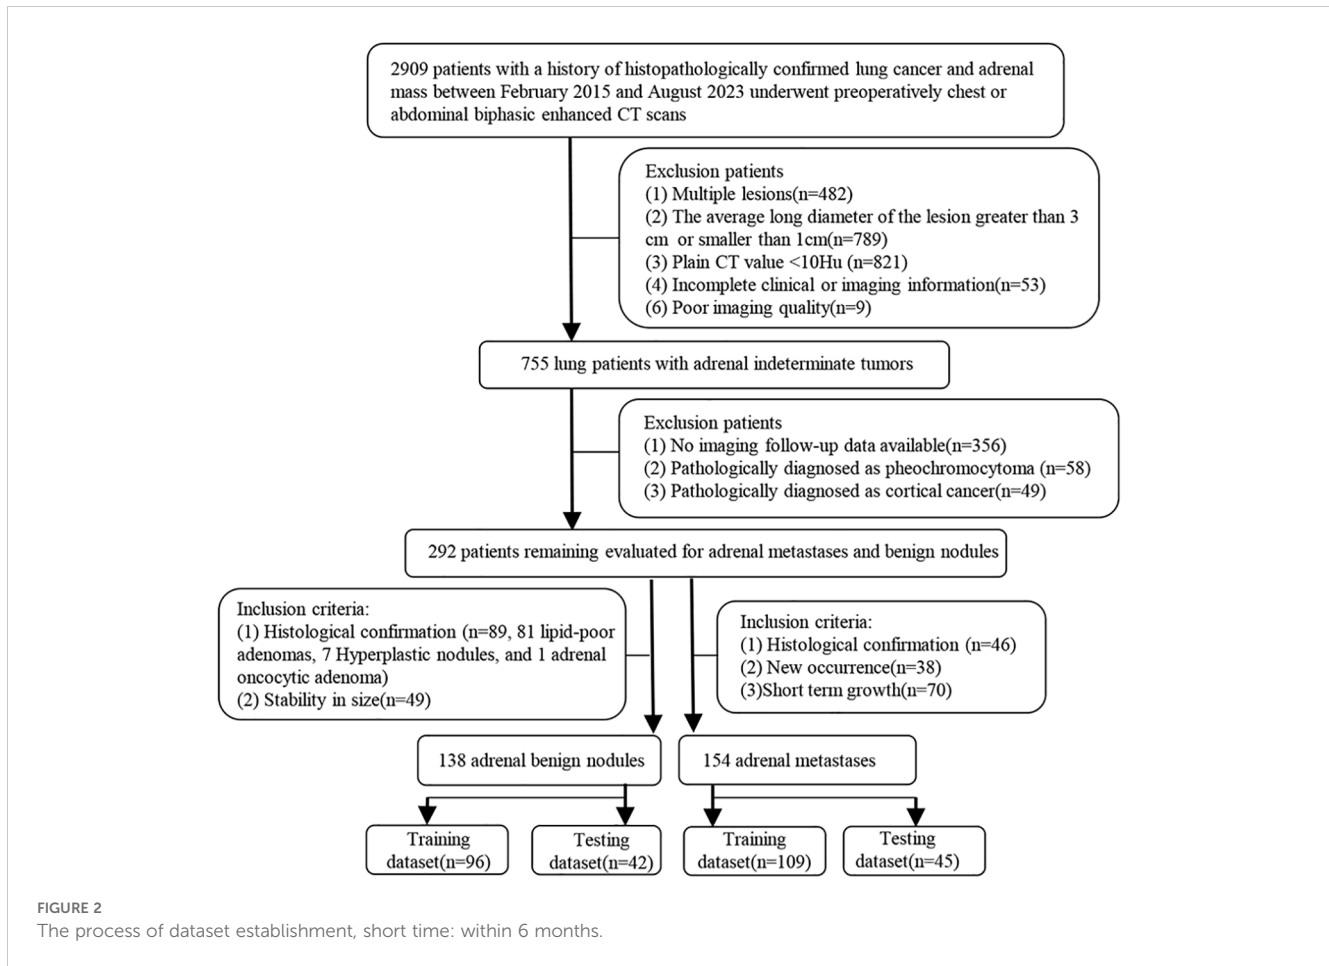 2909 patients with a history of histopathologically confirmed lung cancer and adrenal
mass between February 2015 and August 2023 underwent preoperatively chest or
abdominal biphasic enhanced CT scans
Exclusion patients
(1) Multiple lesions(n=482)
(2) The average long diameter of the lesion greater than 3
cm or smaller than 1cm(n=789)
(3) Plain CT value <10Hu (n=821)
(4) Incomplete clinical or imaging information(n=53)
(6) Poor imaging quality(n=9)
755 lung patients with adrenal indeterminate tumors
Exclusion patients
(1) No imaging follow-up data available(n=356)
(2) Pathologically diagnosed as pheochromocytoma (n=58)
(3) Pathologically diagnosed as cortical cancer(n=49)
292 patients remaining evaluated for adrenal metastases and benign nodules
Inclusion criteria:
(1) Histological confirmation (n=89, 81 lipid-poor
adenomas, 7 Hyperplastic nodules, and 1 adrenal
oncocytic adenoma)
(2) Stability in size(n=49)
Inclusion criteria:
(1) Histological confirmation (n=46)
(2) New occurrence(n=38)
(3)Short term growth(n=70)
138 adrenal benign nodules
154 adrenal metastases
Training
dataset(n=96)
Testing
dataset(n=42)
Training
dataset(n=109)
Testing
dataset(n=45)
FIGURE 2
The process of dataset establishment, short time: within 6 months.